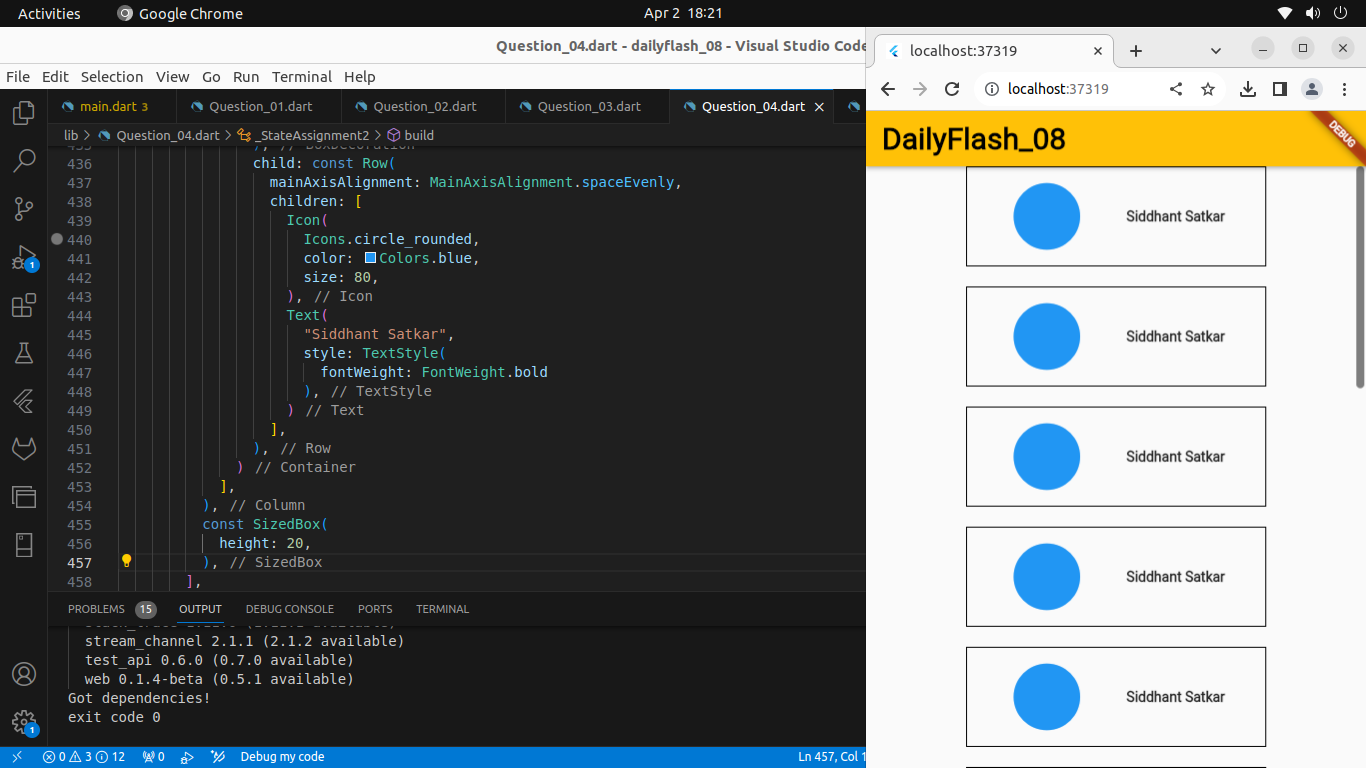 Activities Google Chrome Apr 2 18:21
Question_04.dart - dailyflash_08 - Visual Studio Code
File Edit Selection View Go Run Terminal Help
main.dart 3 Question_01.dart Question_02.dart Question_03.dart Question_04.dart
lib > Question_04.dart > _StateAssignment2 > build
435 ), // BoxDecoration
436 child: const Row(
437 mainAxisAlignment: MainAxisAlignment.spaceEvenly,
438 children: [
439 Icon(
440 Icons.circle_rounded,
441 color: Colors.blue,
442 size: 80,
443 ), // Icon
444 Text(
445 "Siddhant Satkar",
446 style: TextStyle(
447 fontWeight: FontWeight.bold
448 ), // TextStyle
449 ) // Text
450 ],
451 ), // Row
452 ) // Container
453 ],
454 ), // Column
455 const SizedBox(
456 height: 20,
457 ), // SizedBox
458 ],
PROBLEMS 15 OUTPUT DEBUG CONSOLE PORTS TERMINAL
stream_channel 2.1.1 (2.1.2 available)
test_api 0.6.0 (0.7.0 available)
web 0.1.4-beta (0.5.1 available)
Got dependencies!
exit code 0
1
1
0 3 12 0 Debug my code Ln 457, Col 1
localhost:37319
localhost:37319
DailyFlash_08
DEBUG
Siddhant Satkar
Siddhant Satkar
Siddhant Satkar
Siddhant Satkar
Siddhant Satkar